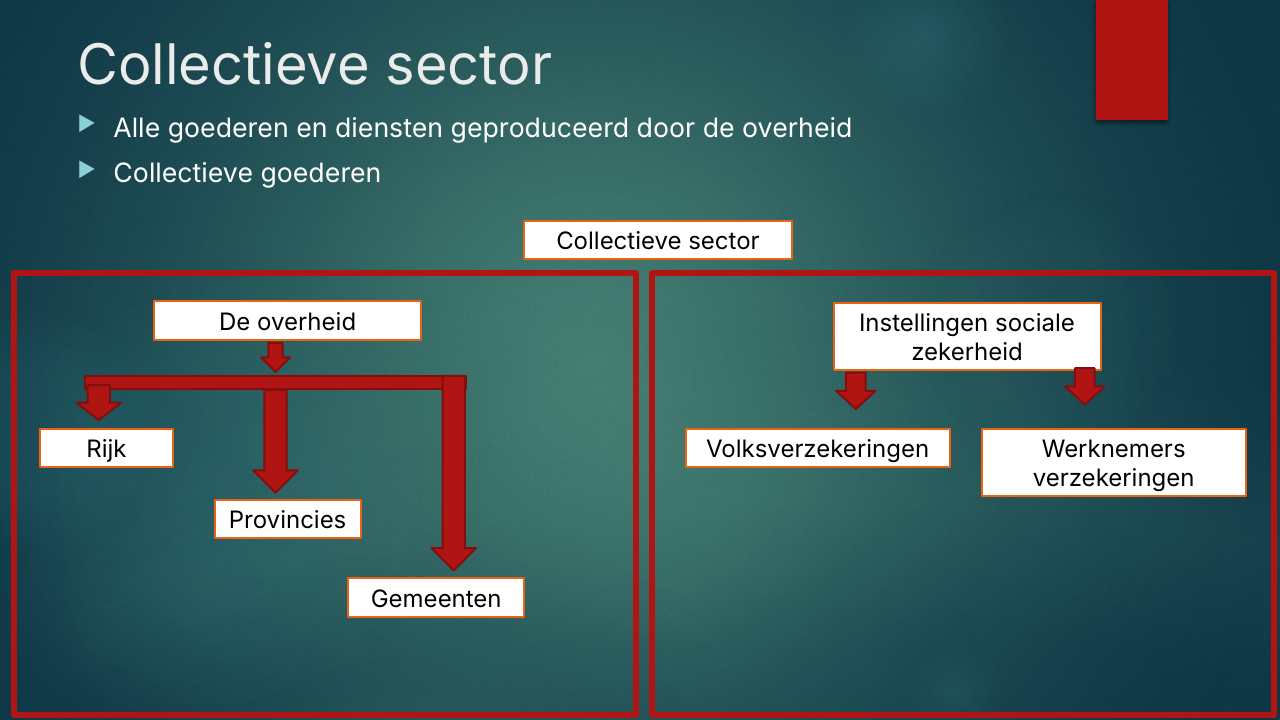 Collectieve sector
Alle goederen en diensten geproduceerd door de overheid
Collectieve goederen
Collectieve sector
De overheid
Rijk
Provincies
Gemeenten
Instellingen sociale
zekerheid
Volksverzekeringen
Werknemers
verzekeringen